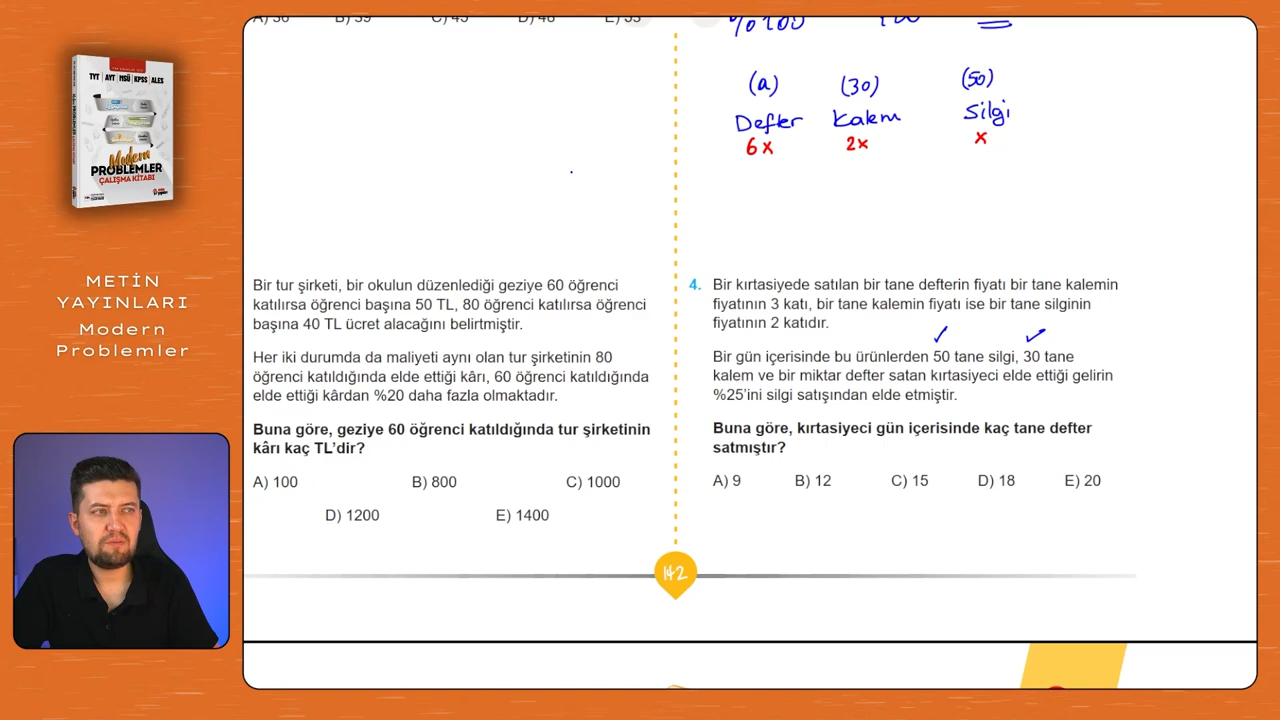 TYT | AYT | MSÜ | KPSS | ALES
Modern
PROBLEMLER
ÇALIŞMA KİTABI
METİN
YAYINLARI
Modern
Problemler
A) 36 B) 39 C) 45 D) 48 E) 55
%100
(a) (30) (50)
Defter Kalem Silgi
6x 2x x
Bir tur şirketi, bir okulun düzenlediği geziye 60 öğrenci
katılırsa öğrenci başına 50 TL, 80 öğrenci katılırsa öğrenci
başına 40 TL ücret alacağını belirtmiştir.
Her iki durumda da maliyeti aynı olan tur şirketinin 80
öğrenci katıldığında elde ettiği kârı, 60 öğrenci katıldığında
elde ettiği kârdan %20 daha fazla olmaktadır.
Buna göre, geziye 60 öğrenci katıldığında tur şirketinin
kârı kaç TL'dir?
A) 100 B) 800 C) 1000
D) 1200 E) 1400
4. Bir kırtasiyede satılan bir tane defterin fiyatı bir tane kalemin
fiyatının 3 katı, bir tane kalemin fiyatı ise bir tane silginin
fiyatının 2 katıdır.
Bir gün içerisinde bu ürünlerden 50 tane silgi, 30 tane
kalem ve bir miktar defter satan kırtasiyeci elde ettiği gelirin
%25'ini silgi satışından elde etmiştir.
Buna göre, kırtasiyeci gün içerisinde kaç tane defter
satmıştır?
A) 9 B) 12 C) 15 D) 18 E) 20
142